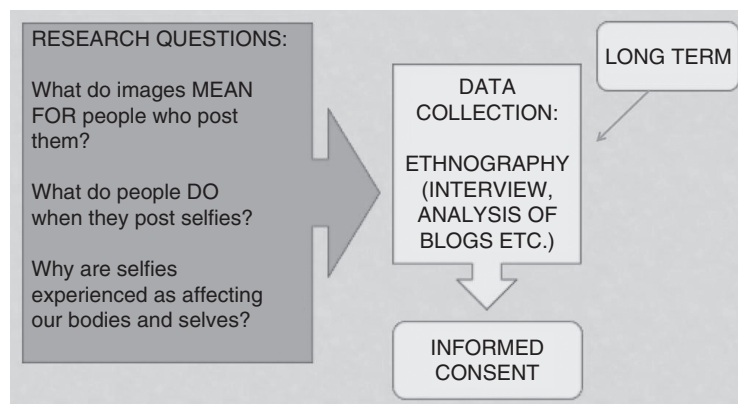 RESEARCH QUESTIONS:
What do images MEAN
FOR people who post
them?
What do people DO
when they post selfies?
Why are selfies
experienced as affecting
our bodies and selves?
DATA
COLLECTION:
ETHNOGRAPHY
(INTERVIEW,
ANALYSIS OF
BLOGS ETC.)
LONG TERM
INFORMED
CONSENT